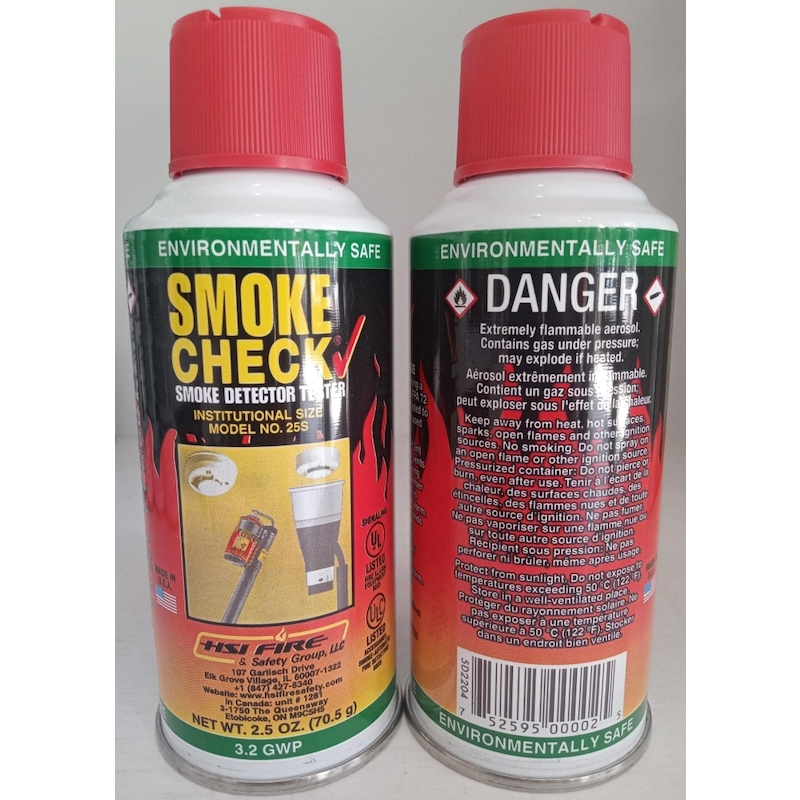 ENVIRONMENTALLY SAFE
SMOKE
CHECK
SMOKE DETECTOR TESTER
INSTITUTIONAL SIZE
MODEL NO. 25S
SIGNALING
UL
LISTED
MADE IN
U.S.A.
UL
LISTED
HSI FIRE
& Safety Group, LLC
107 Garlisch Drive
Elk Grove Village, IL 60007-1322
+1 (847) 427-8340
Website: www.hsifiresafety.com
in Canada: unit # 1281
3-1750 The Queensway
Etobicoke, ON M9C5H5
NET WT. 2.5 OZ. (70.5 g)
3.2 GWP
ENVIRONMENTALLY SAFE
DANGER
Extremely flammable aerosol.
Contains gas under pressure;
may explode if heated.
Aérosol extrêmement inflammable.
Contient un gaz sous pression;
peut exploser sous l'effet de la chaleur.
Keep away from heat, hot surfaces,
sparks, open flames and other ignition
sources. No smoking. Do not spray on
an open flame or other ignition source.
Pressurized container: Do not pierce or
burn, even after use. Tenir à l'écart de la
chaleur, des surfaces chaudes, des
étincelles, des flammes nues et de toute
autre source d'ignition. Ne pas fumer.
Ne pas vaporiser sur une flamme nue ou
sur toute autre source d'ignition.
Récipient sous pression: Ne pas
perforer ni brûler, même après usage
Protect from sunlight. Do not expose to
temperatures exceeding 50 °C (122 °F).
Store in a well-ventilated place
Protéger du rayonnement solaire. Ne
pas exposer à une température
supérieure à 50 °C (122 °F). Stocker
dans un endroit bien ventilé.
5D2204
7 52595 00002 5
ENVIRONMENTALLY SAFE